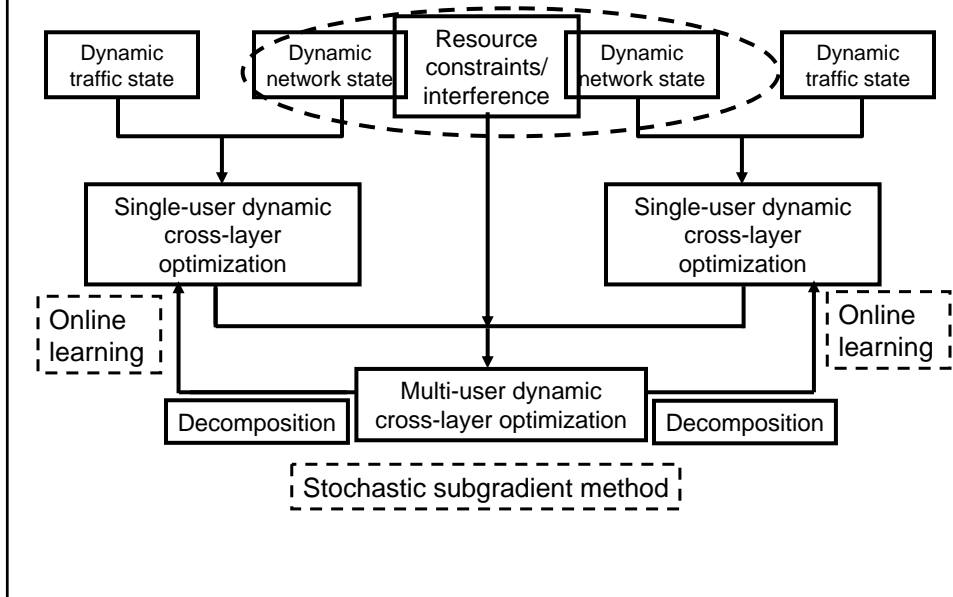 Dynamic
traffic state
Dynamic
network state
Resource
constraints/
interference
Dynamic
network state
Dynamic
traffic state
Single-user dynamic
cross-layer
optimization
Single-user dynamic
cross-layer
optimization
Online
learning
Online
learning
Multi-user dynamic
cross-layer optimization
Decomposition
Decomposition
Stochastic subgradient method